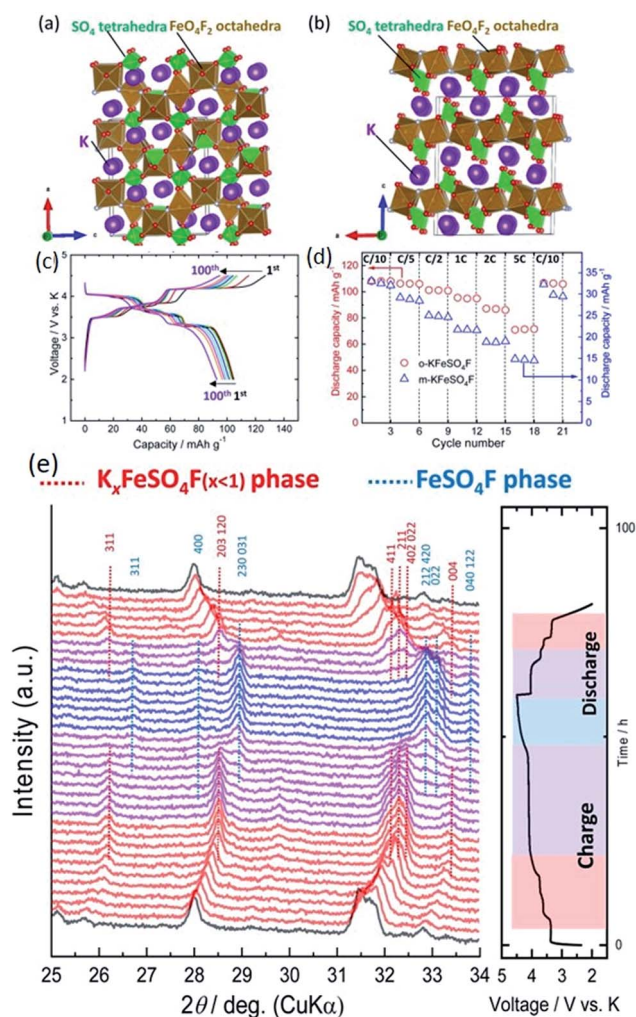 (a)
SO4 tetrahedra FeO4F2 octahedra
K
a
c
(b)
SO4 tetrahedra FeO4F2 octahedra
K
c
a
(c)
Voltage / V vs. K
5
4
3
2
1
100th 1st
100th 1st
0 20 40 60 80 100 120 140
Capacity / mAh g-1
(d)
Discharge capacity / mAh g-1
120
100
80
60
40
20
0
C/10 C/5 C/2 1C 2C 5C C/10
o-KFeSO4F
m-KFeSO4F
0 3 6 9 12 15 18 21
Cycle number
35
30
25
20
15
10
5
0
Discharge capacity / mAh g-1
(e)
KxFeSO4F(x<1) phase FeSO4F phase
Intensity (a.u.)
311
311
400
203 120
230 031
411
211
402 022
212 420
022
004
040 122
25 26 27 28 29 30 31 32 33 34
2θ / deg. (CuKα)
Discharge
Charge
100
Time / h
0
5 4 3 2
Voltage / V vs. K